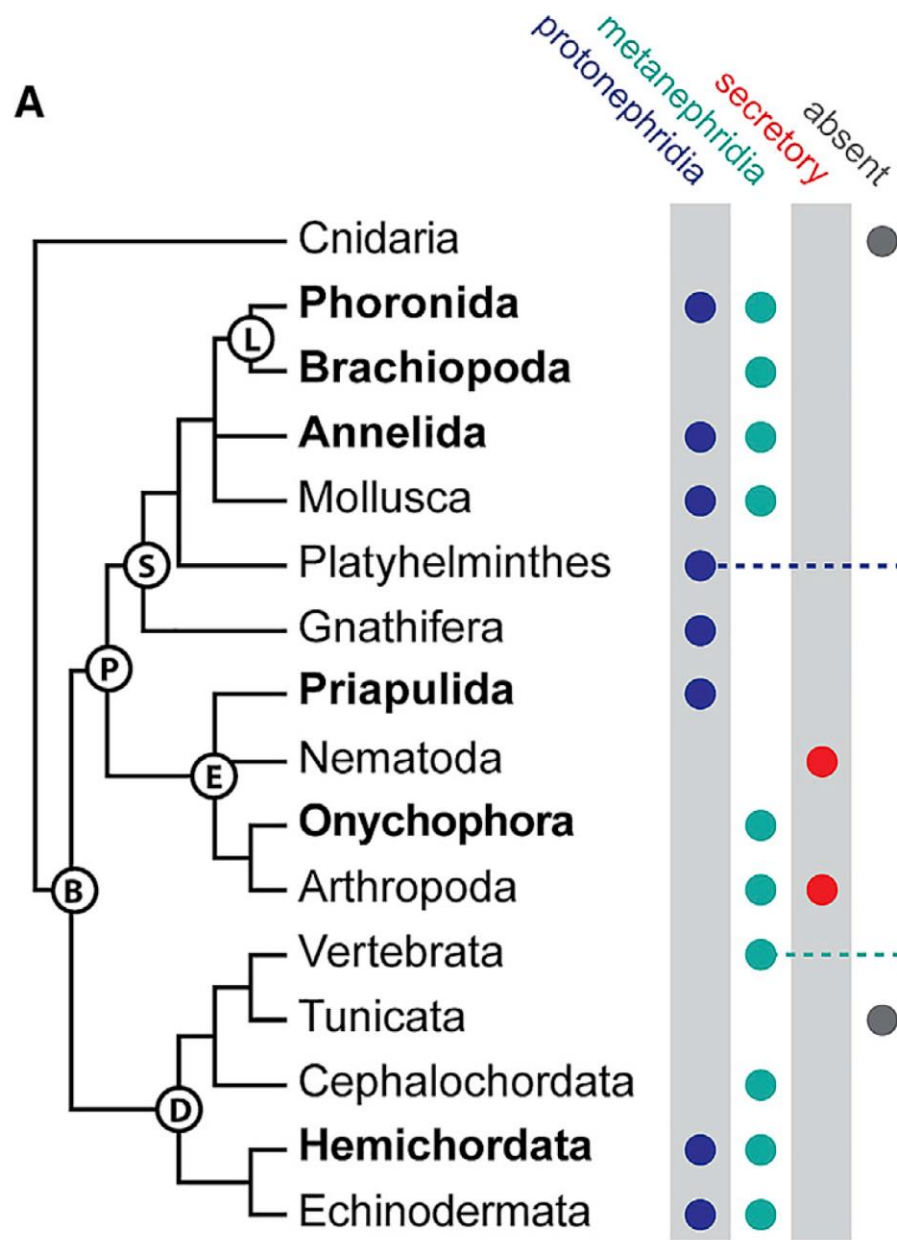 A
protonephridia
metanephridia
secretory
absent
Cnidaria
Phoronida
L
Brachiopoda
Annelida
Mollusca
S
Platyhelminthes
Gnathifera
P
Priapulida
Nematoda
E
Onychophora
B
Arthropoda
Vertebrata
Tunicata
Cephalochordata
D
Hemichordata
Echinodermata